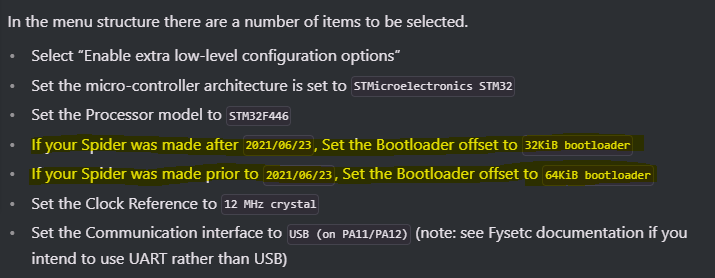 In the menu structure there are a number of items to be selected.
• Select “Enable extra low-level configuration options”
• Set the micro-controller architecture is set to STMicroelectronics STM32
• Set the Processor model to STM32F446
• If your Spider was made after 2021/06/23, Set the Bootloader offset to 32KiB bootloader
• If your Spider was made prior to 2021/06/23, Set the Bootloader offset to 64KiB bootloader
• Set the Clock Reference to 12 MHz crystal
• Set the Communication interface to USB (on PA11/PA12) (note: see Fysetc documentation if you
intend to use UART rather than USB)